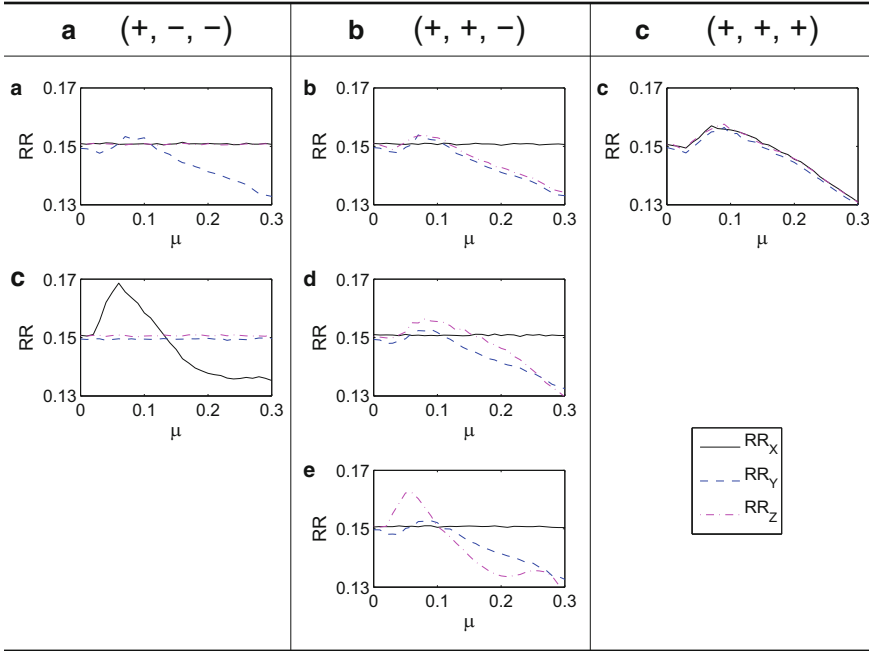 a (+, −, −)
b (+, +, −)
c (+, +, +)
a
0.17
0.15
0.13
RR
0 0.1 0.2 0.3
μ
b
0.17
0.15
0.13
RR
0 0.1 0.2 0.3
μ
c
0.17
0.15
0.13
RR
0 0.1 0.2 0.3
μ
c
0.17
0.15
0.13
RR
0 0.1 0.2 0.3
μ
d
0.17
0.15
0.13
RR
0 0.1 0.2 0.3
μ
e
0.17
0.15
0.13
RR
0 0.1 0.2 0.3
μ
RR_X
RR_Y
RR_Z